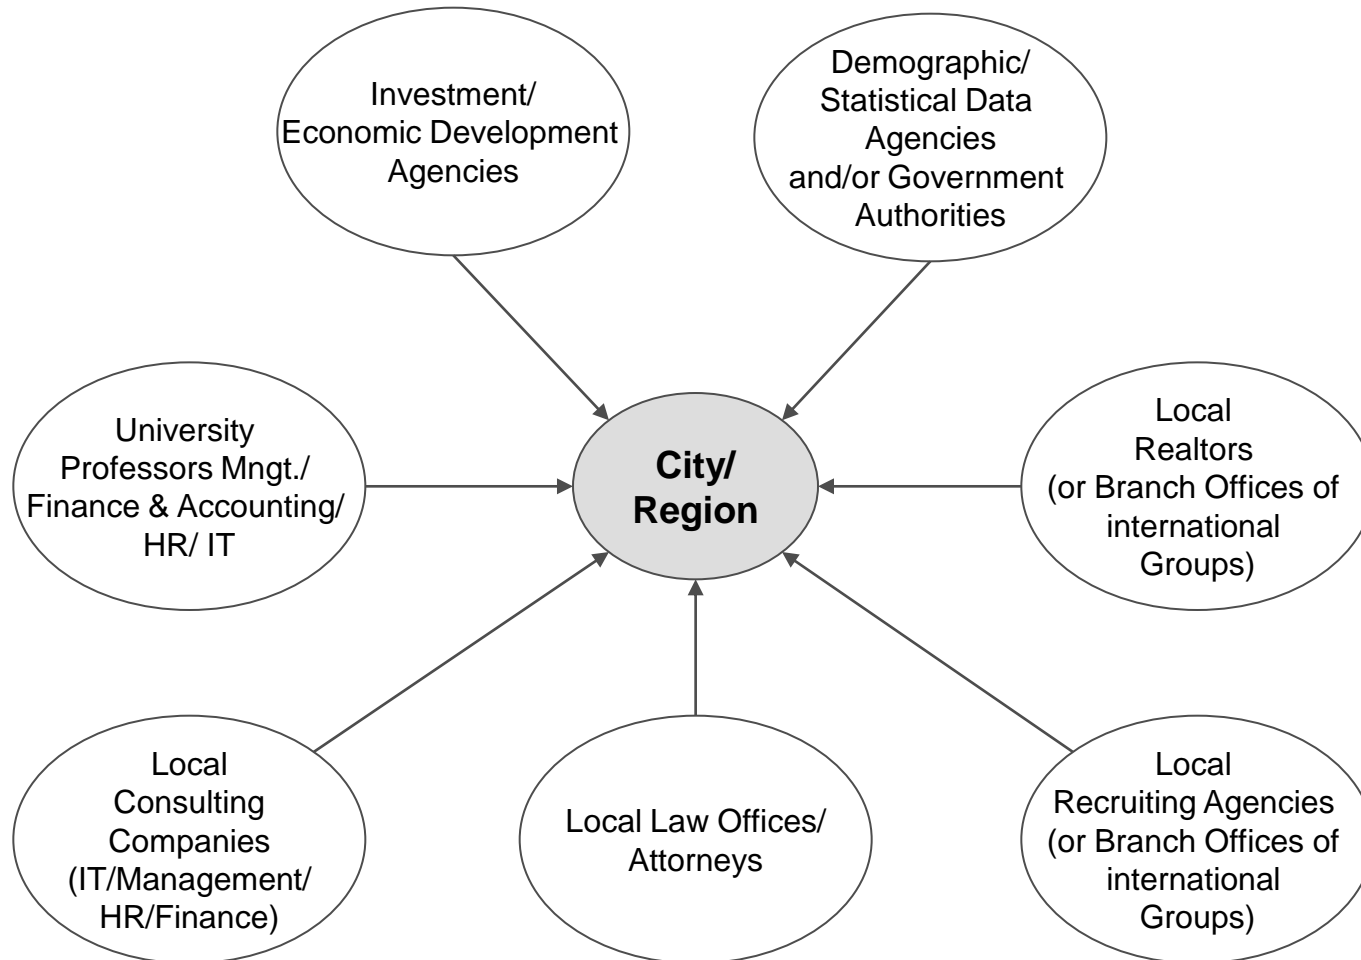 Investment/
Economic Development
Agencies
Demographic/
Statistical Data
Agencies
and/or Government
Authorities
University
Professors Mngt./
Finance & Accounting/
HR/ IT
City/
Region
Local
Realtors
(or Branch Offices of
international
Groups)
Local
Consulting
Companies
(IT/Management/
HR/Finance)
Local Law Offices/
Attorneys
Local
Recruiting Agencies
(or Branch Offices of
international
Groups)